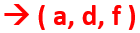 → ( a, d, f )